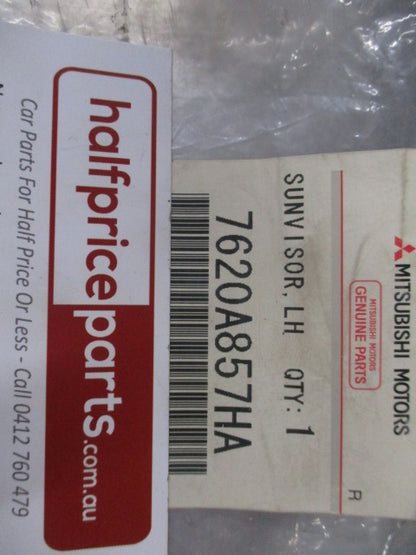 halfpriceparts.com.au
Car Parts For Half Price Or Less - Call 0412 760 479
MITSUBISHI MOTORS
MITSUBISHI MOTORS
GENUINE PARTS
R
SUNVISOR, LH QTY: 1
7620A857HA